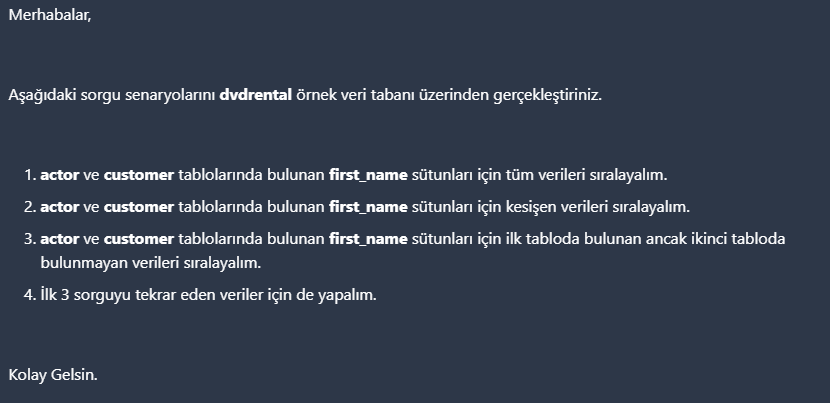 Merhabalar,
Aşağıdaki sorgu senaryolarını dvdrental örnek veri tabanı üzerinden gerçekleştiriniz.
1. actor ve customer tablolarında bulunan first_name sütunları için tüm verileri sıralayalım.
2. actor ve customer tablolarında bulunan first_name sütunları için kesişen verileri sıralayalım.
3. actor ve customer tablolarında bulunan first_name sütunları için ilk tabloda bulunan ancak ikinci tabloda
bulunmayan verileri sıralayalım.
4. İlk 3 sorguyu tekrar eden veriler için de yapalım.
Kolay Gelsin.